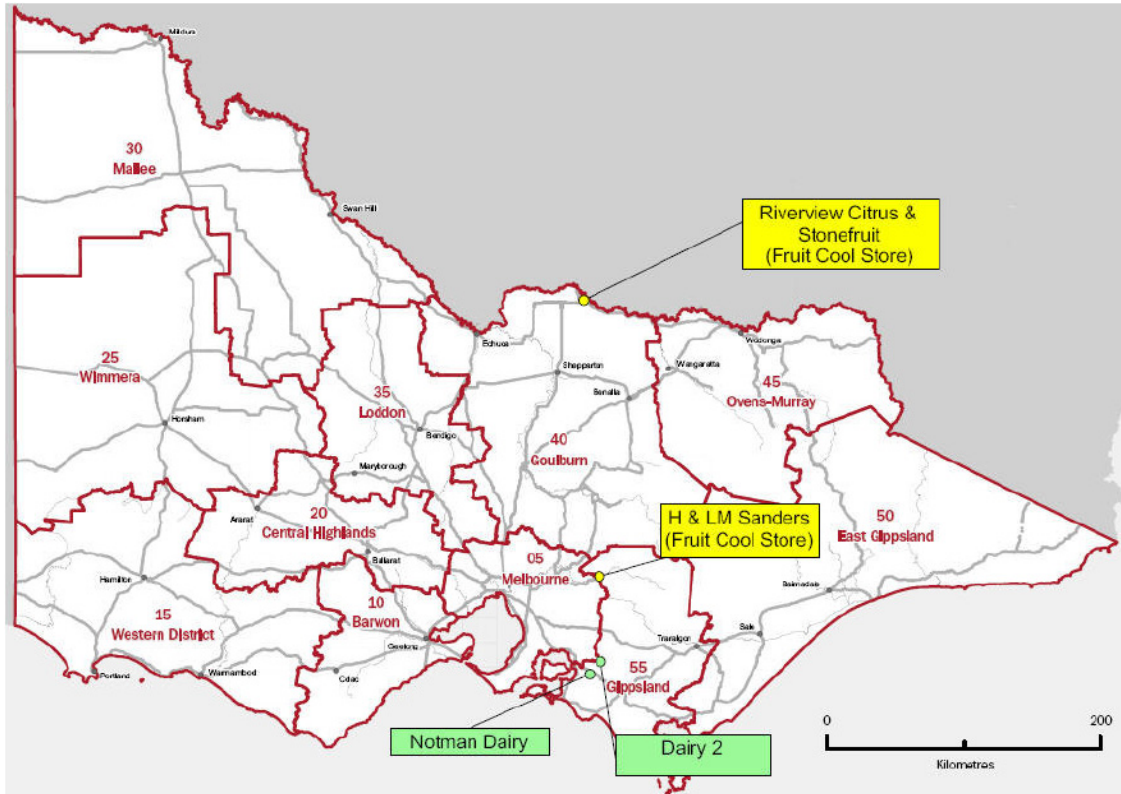 Mildura
30
Mallee
Swan Hill
Riverview Citrus &
Stonefruit
(Fruit Cool Store)
Echuca
Wodonga
25
Wimmera
Shepparton
Wangaratta
45
Ovens-Murray
35
Loddon
Benalla
Horsham
Bendigo
40
Goulburn
Maryborough
H & LM Sanders
(Fruit Cool Store)
50
East Gippsland
Ararat
20
Central Highlands
Ballarat
05
Melbourne
Hamilton
Bairnsdale
15
Western District
10
Barwon
Geelong
Traralgon
Sale
Portland
Warrnambool
Colac
55
Gippsland
Notman Dairy
Dairy 2
0
200
Kilometres